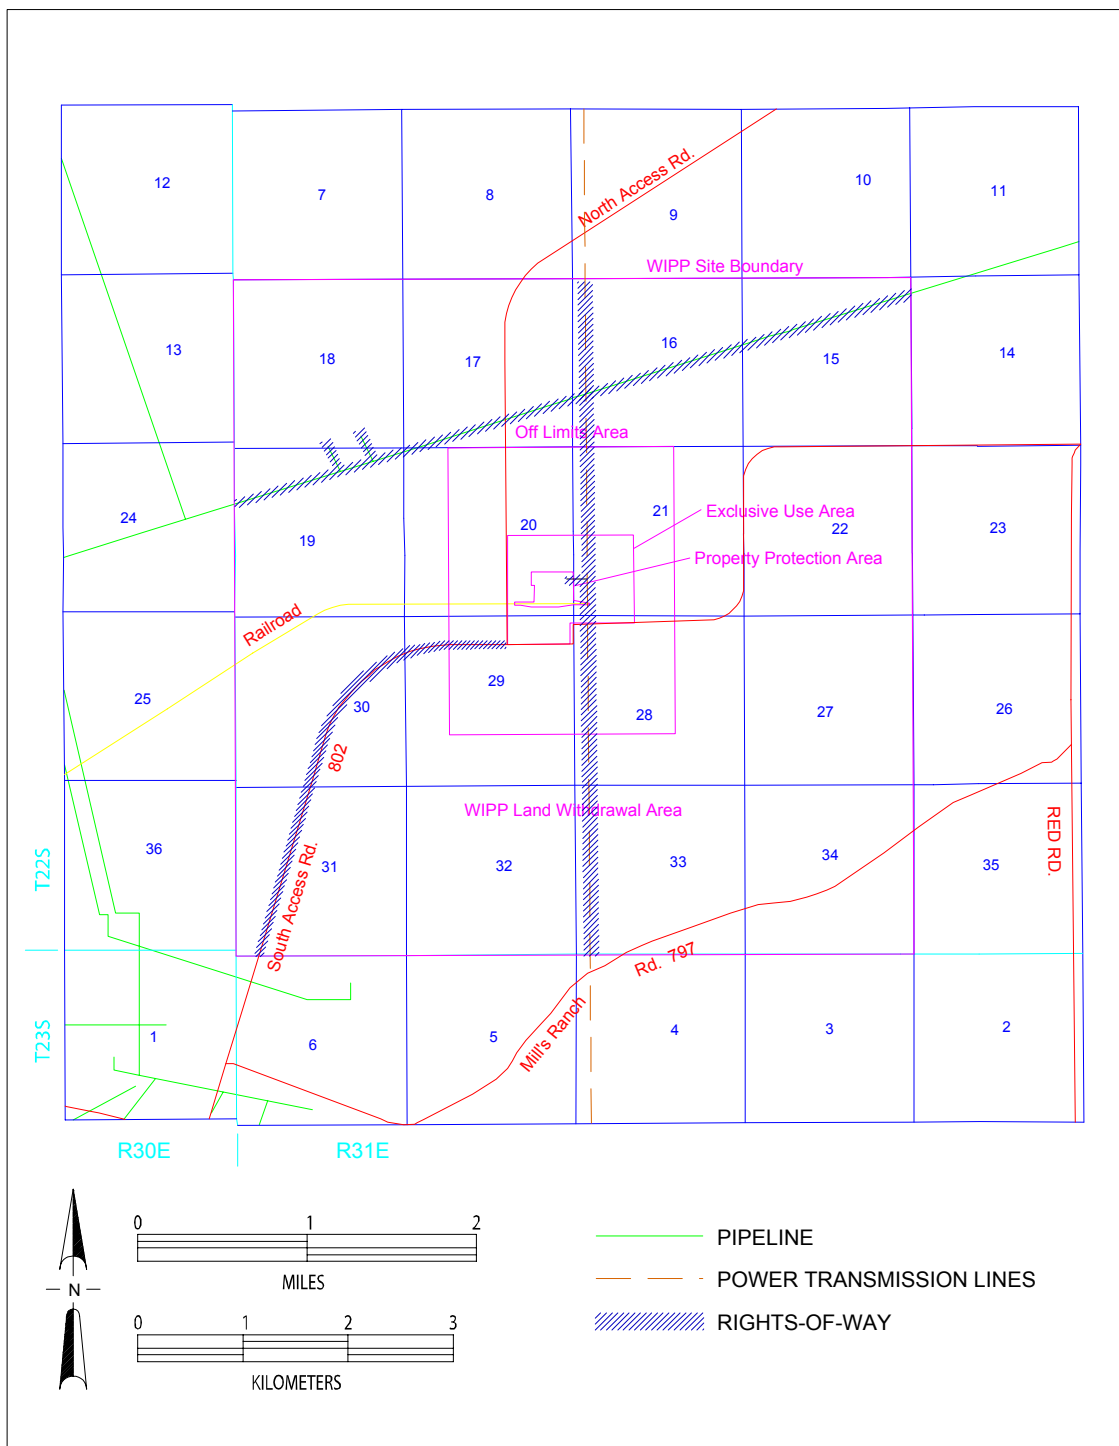 12
7
8
North Access Rd.
9
10
11
WIPP Site Boundary
13
18
17
16
15
14
Off Limits Area
24
19
20
21
Exclusive Use Area
22
23
Property Protection Area
Railroad
25
30
29
28
27
26
802
WIPP Land Withdrawal Area
36
31
32
33
34
35
RED RD.
T22S
South Access Rd.
Rd. 797
Mill's Ranch
T23S
1
6
5
4
3
2
R30E
R31E
0 1 2
MILES
N
0 1 2 3
KILOMETERS
PIPELINE
POWER TRANSMISSION LINES
RIGHTS-OF-WAY